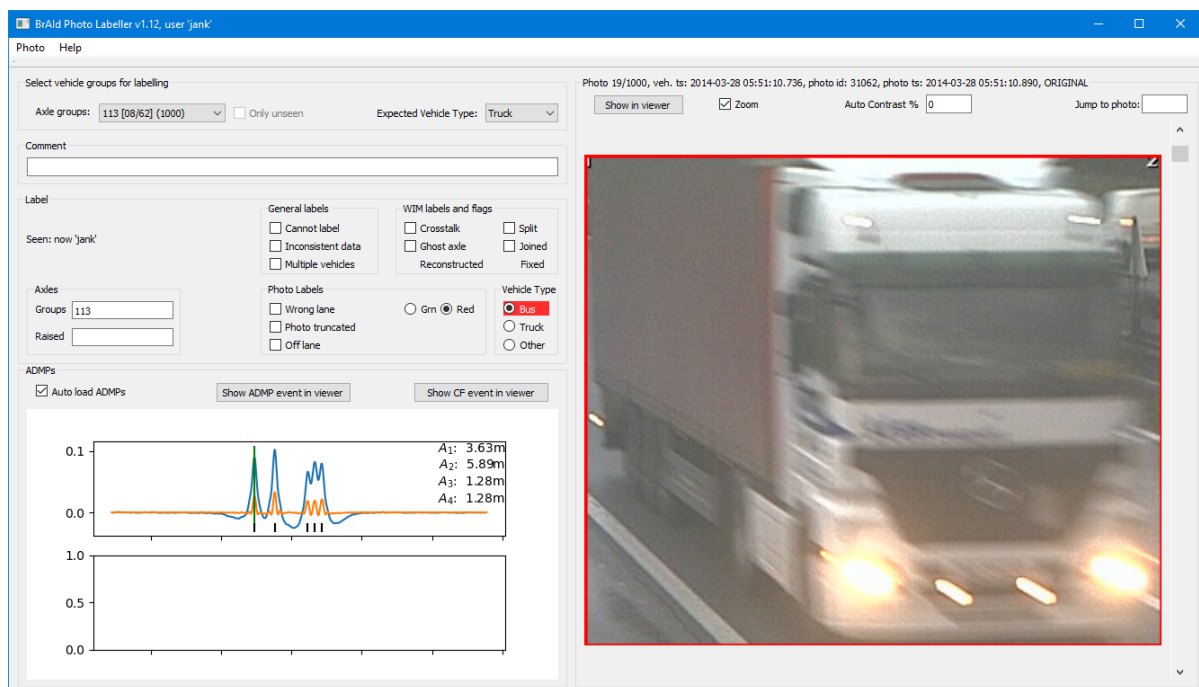 BrAId Photo Labeller v1.12, user 'jank'
Photo Help
Select vehicle groups for labelling
Axle groups: 113 [08/62] (1000) Only unseen Expected Vehicle Type: Truck
Comment
Label
Seen: now 'jank'
General labels
Cannot label
Inconsistent data
Multiple vehicles
WIM labels and flags
Crosstalk Split
Ghost axle Joined
Reconstructed Fixed
Axles
Groups 113
Raised
Photo Labels
Wrong lane Grn Red
Photo truncated
Off lane
Vehicle Type
Bus
Truck
Other
ADMPs
Auto load ADMPs Show ADMP event in viewer Show CF event in viewer
0.1
0.0
A₁: 3.63m
A₂: 5.89m
A₃: 1.28m
A₄: 1.28m
1.0
0.5
0.0
Photo 19/1000, veh. ts: 2014-03-28 05:51:10.736, photo id: 31062, photo ts: 2014-03-28 05:51:10.890, ORIGINAL
Show in viewer Zoom Auto Contrast % 0 Jump to photo:
2